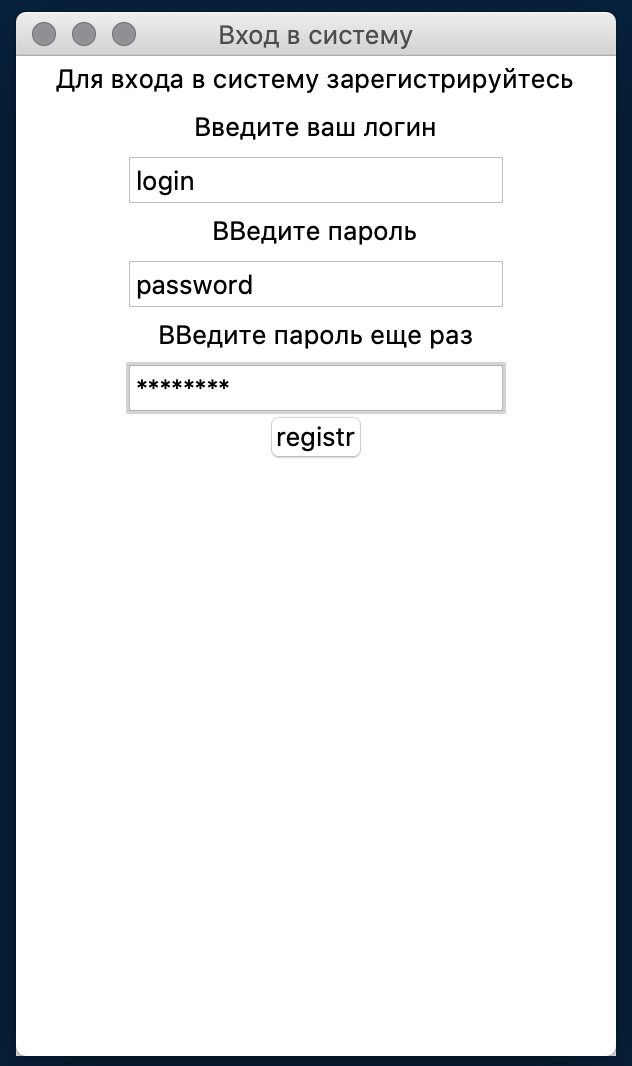 Вход в систему
Для входа в систему зарегистрируйтесь
Введите ваш логин
login
ВВедите пароль
password
ВВедите пароль еще раз
********
registr